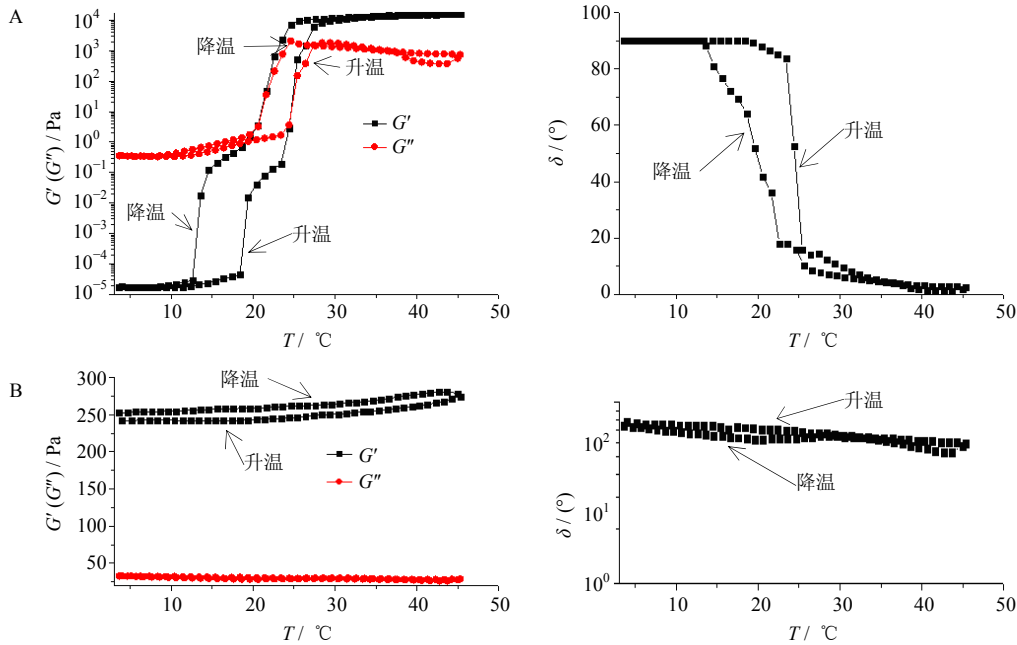 A
G′ (G″) / Pa
10⁴
10³
10²
10¹
10⁰
10⁻¹
10⁻²
10⁻³
10⁻⁴
10⁻⁵
降温
升温
G′
G″
降温
升温
10 20 30 40 50
T / ℃
δ / (°)
100
80
60
40
20
0
升温
降温
10 20 30 40 50
T / ℃
B
G′ (G″) / Pa
300
250
200
150
100
50
降温
升温
G′
G″
10 20 30 40 50
T / ℃
δ / (°)
10²
10¹
10⁰
升温
降温
10 20 30 40 50
T / ℃